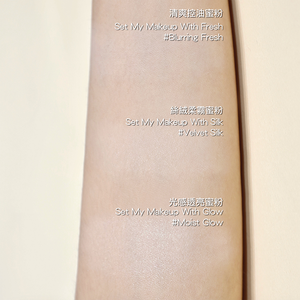 清爽控油蜜粉
Set My Makeup With Fresh
#Blurring Fresh
絲絨柔霧蜜粉
Set My Makeup With Silk
#Velvet Silk
光感透亮蜜粉
Set My Makeup With Glow
#Moist Glow